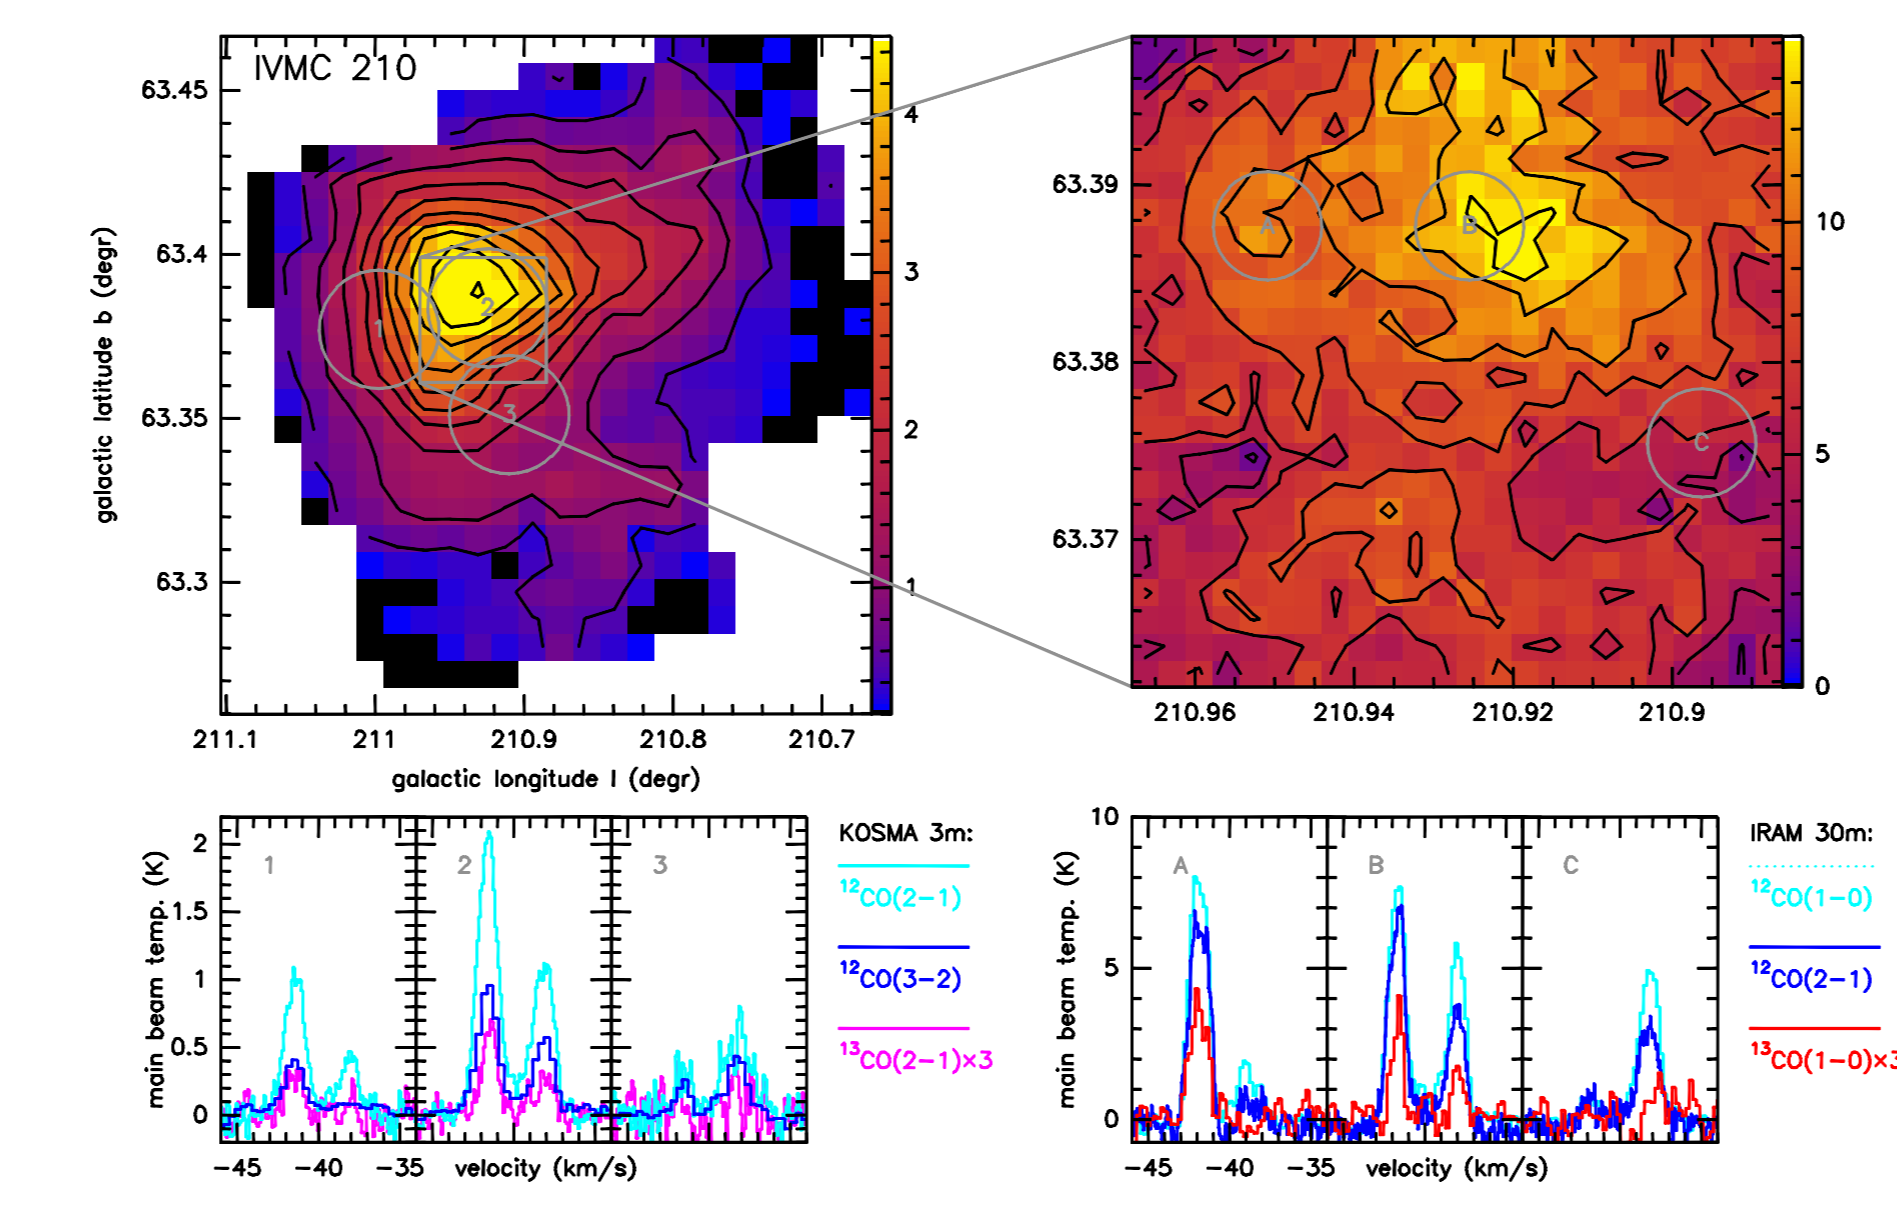 IVMC 210
63.45
63.4
63.35
63.3
galactic latitude b (degr)
1
2
3
4
3
2
1
211.1 211 210.9 210.8 210.7
galactic longitude l (degr)
63.39
63.38
63.37
A
B
C
10
5
0
210.96 210.94 210.92 210.9
main beam temp. (K)
2
1.5
1
0.5
0
1 2 3
-45 -40 -35 velocity (km/s)
KOSMA 3m:
¹²CO(2-1)
¹²CO(3-2)
¹³CO(2-1)×3
main beam temp. (K)
10
5
0
A B C
-45 -40 -35 velocity (km/s)
IRAM 30m:
¹²CO(1-0)
¹²CO(2-1)
¹³CO(1-0)×3